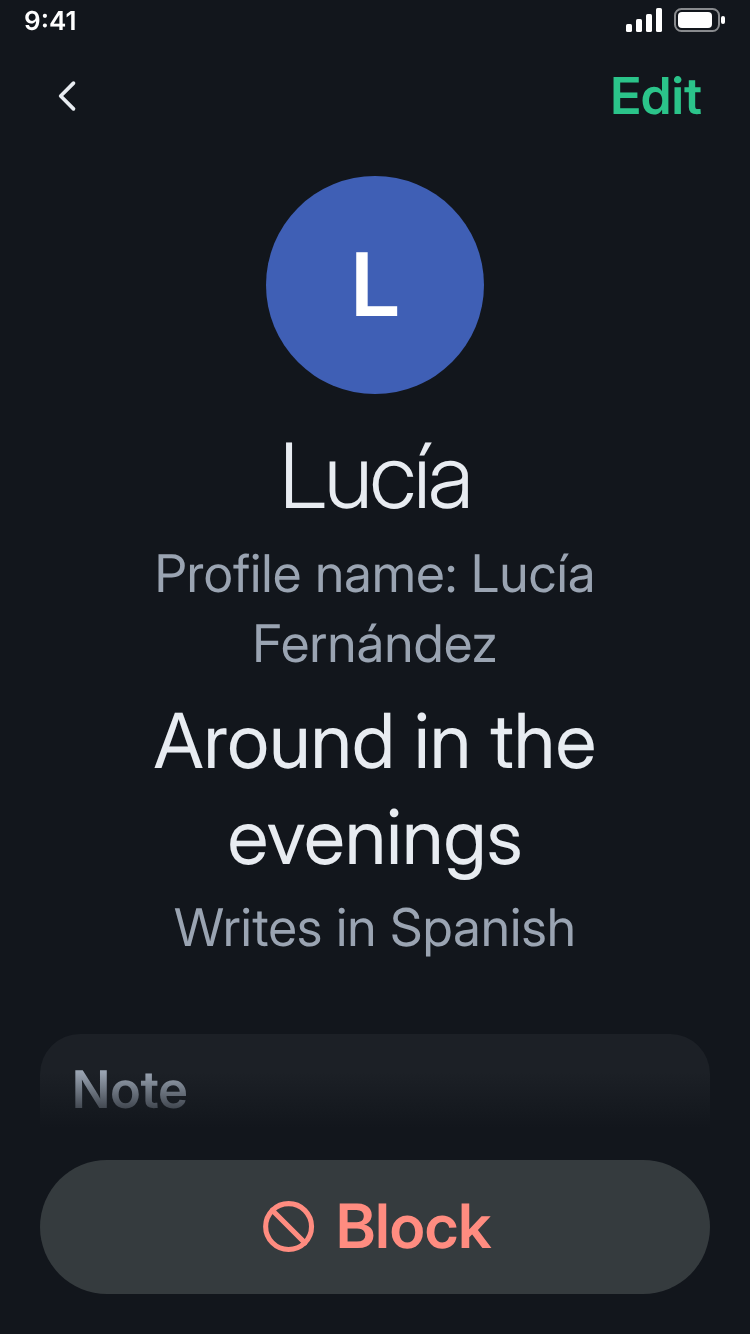 9:41
Edit
L
Lucía
Profile name: Lucía
Fernández
Around in the
evenings
Writes in Spanish
Note
Block